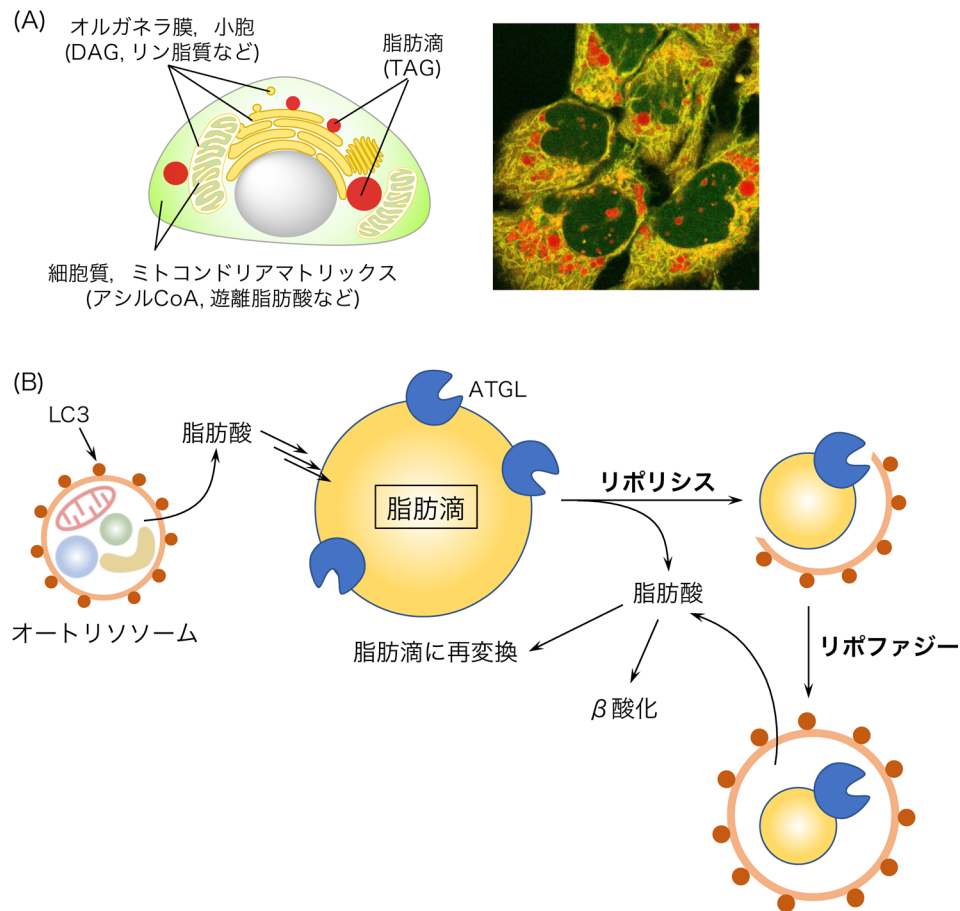 (A)
オルガネラ膜, 小胞
(DAG, リン脂質など)
脂肪滴
(TAG)
細胞質, ミトコンドリアマトリックス
(アシルCoA, 遊離脂肪酸など)
(B)
LC3
脂肪酸
ATGL
リポリシス
脂肪滴
オートリソソーム
脂肪酸
脂肪滴に再変換
リポファジー
β酸化